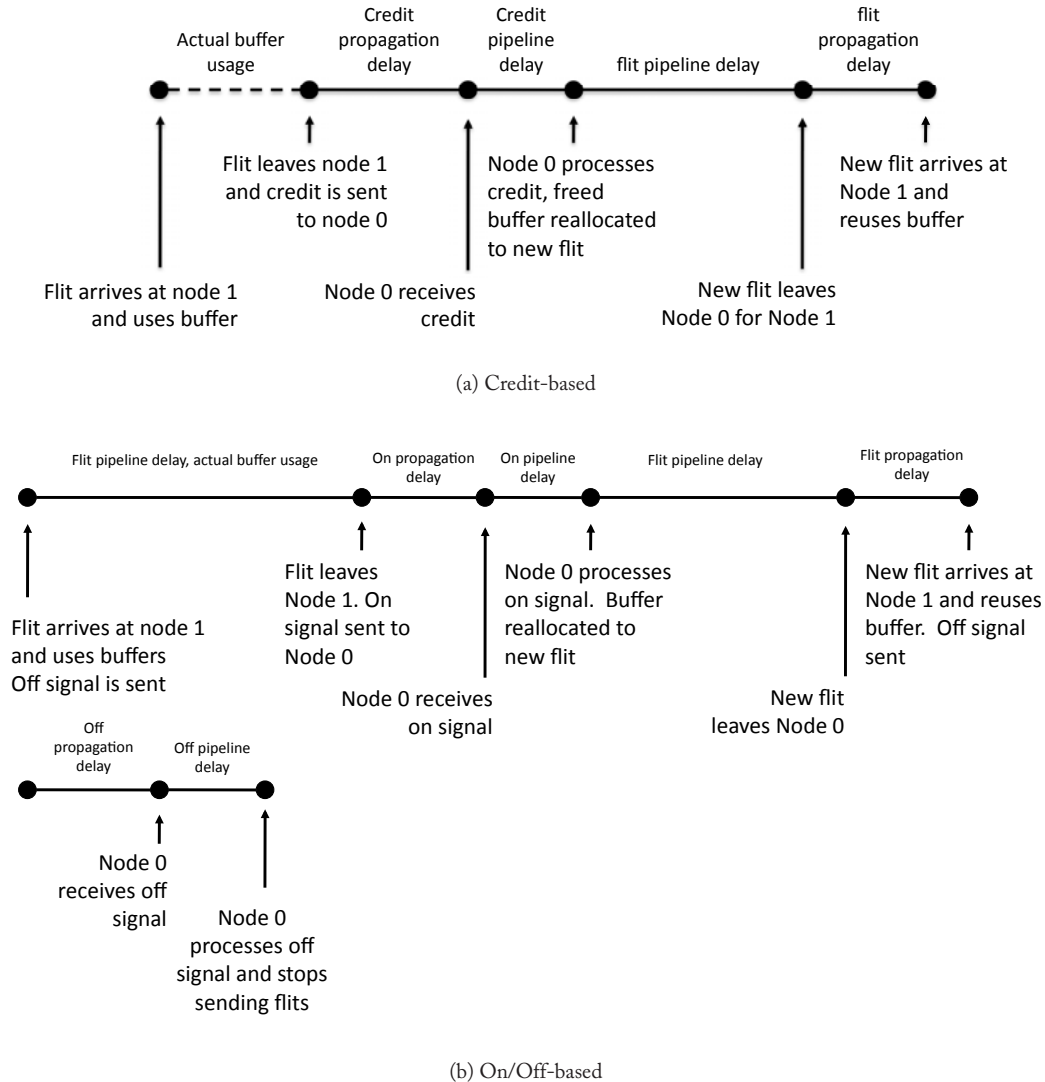 Actual buffer
usage
Credit
propagation
delay
Credit
pipeline
delay
flit pipeline delay
flit
propagation
delay
Flit arrives at node 1
and uses buffer
Flit leaves node 1
and credit is sent
to node 0
Node 0 receives
credit
Node 0 processes
credit, freed
buffer reallocated
to new flit
New flit leaves
Node 0 for Node 1
New flit arrives at
Node 1 and
reuses buffer
(a) Credit-based
Flit pipeline delay, actual buffer usage
On propagation
delay
On pipeline
delay
Flit pipeline delay
Flit propagation
delay
Flit arrives at node 1
and uses buffers
Off signal is sent
Flit leaves
Node 1. On
signal sent to
Node 0
Node 0 receives
on signal
Node 0 processes
on signal. Buffer
reallocated to
new flit
New flit
leaves Node 0
New flit arrives at
Node 1 and reuses
buffer. Off signal
sent
Off
propagation
delay
Off pipeline
delay
Node 0
receives off
signal
Node 0
processes off
signal and stops
sending flits
(b) On/Off-based